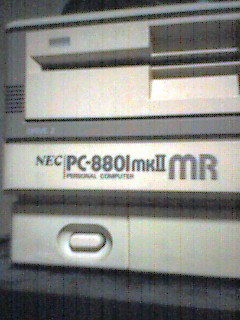 NEC PC-8801mkII MR
PERSONAL COMPUTER